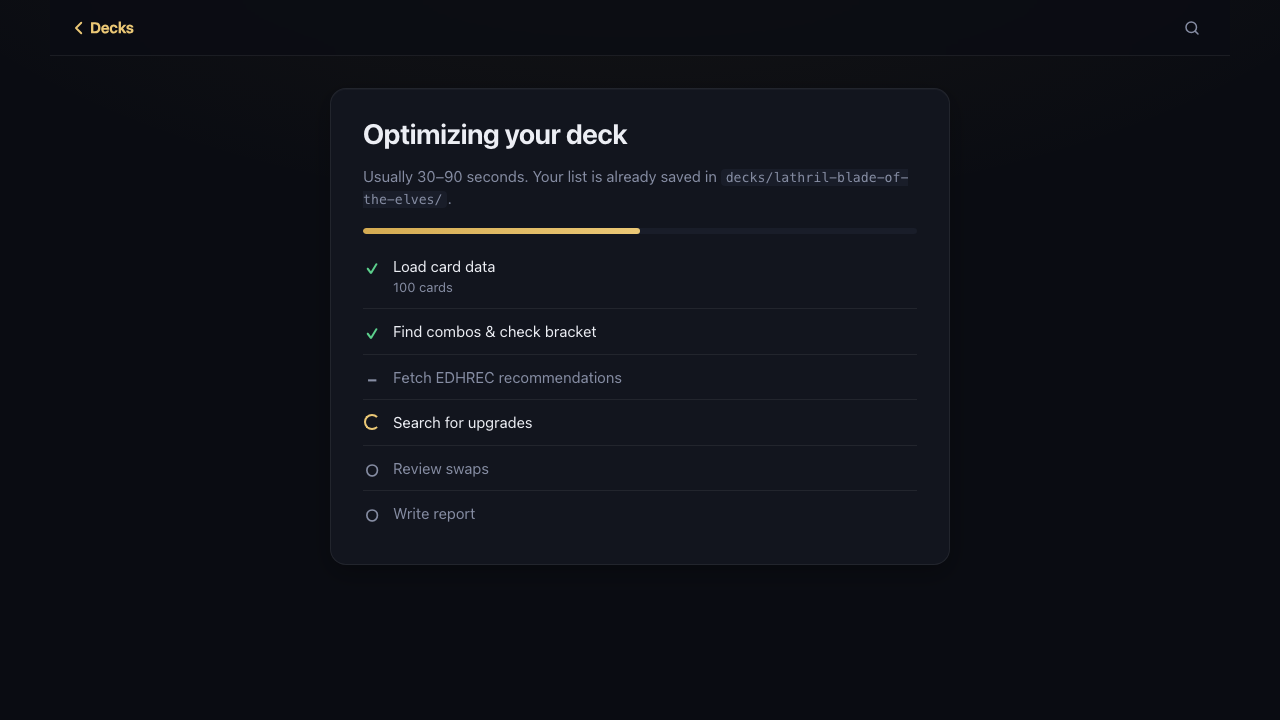 Decks
Optimizing your deck
Usually 30–90 seconds. Your list is already saved in decks/lathril-blade-of-
the-elves/ .
Load card data
100 cards
Find combos & check bracket
Fetch EDHREC recommendations
Search for upgrades
Review swaps
Write report